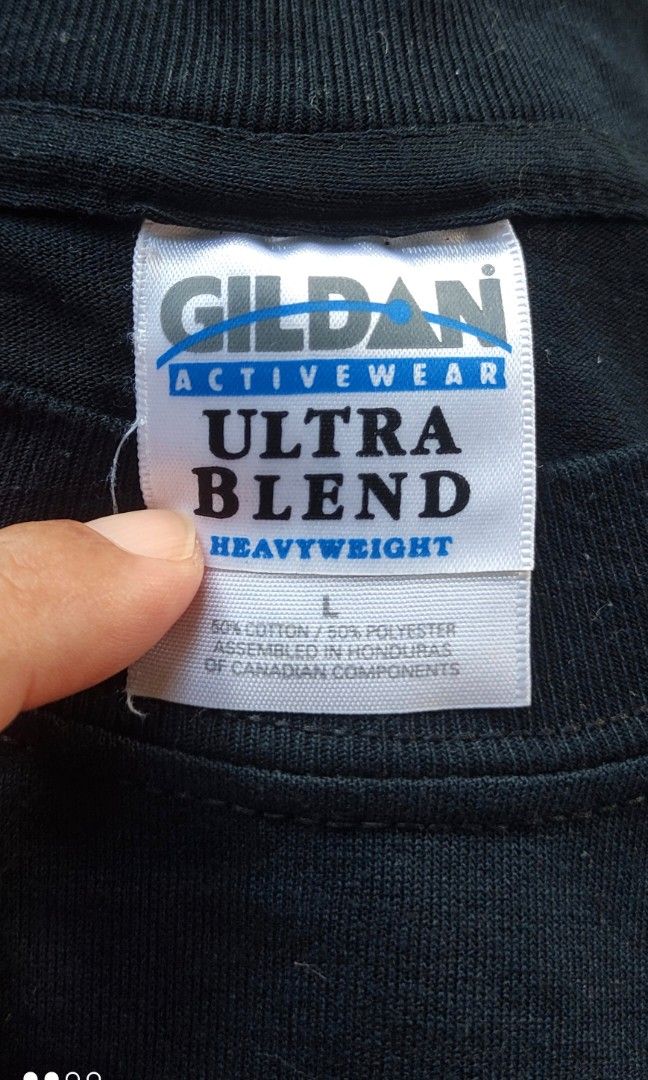 GILDAN®
ACTIVEWEAR
ULTRA
BLEND
HEAVYWEIGHT
L
50% COTTON / 50% POLYESTER
ASSEMBLED IN HONDURAS
OF CANADIAN COMPONENTS